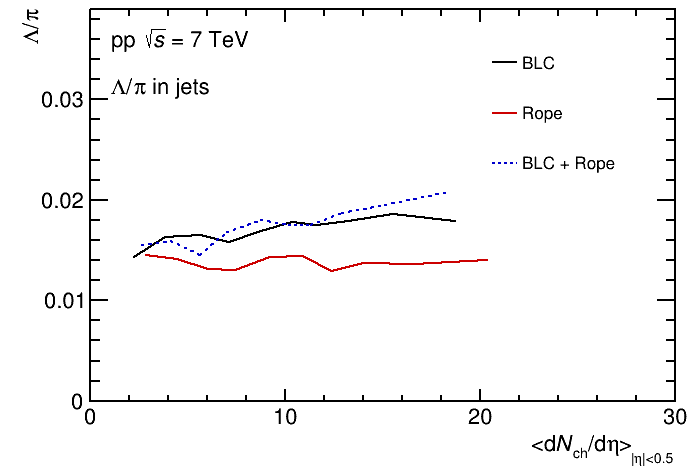 Λ/π
pp √s = 7 TeV
Λ/π in jets
BLC
Rope
BLC + Rope
0.03
0.02
0.01
0
0 10 20 30
<dN_ch/dη>_|η|<0.5